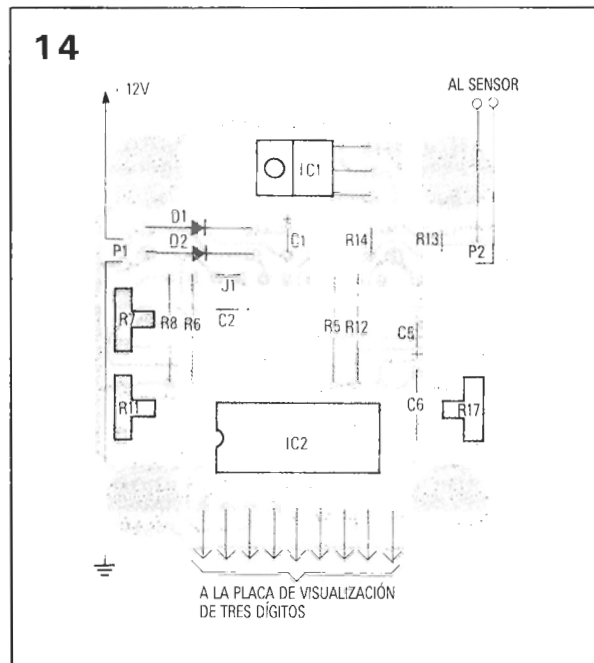 14
12V
AL SENSOR
IC1
D1
D2
C1
R14
R13
P1
P2
J1
C2
R7
R8
R6
R5
R12
C5
R11
C6
R17
IC2
A LA PLACA DE VISUALIZACIÓN
DE TRES DÍGITOS